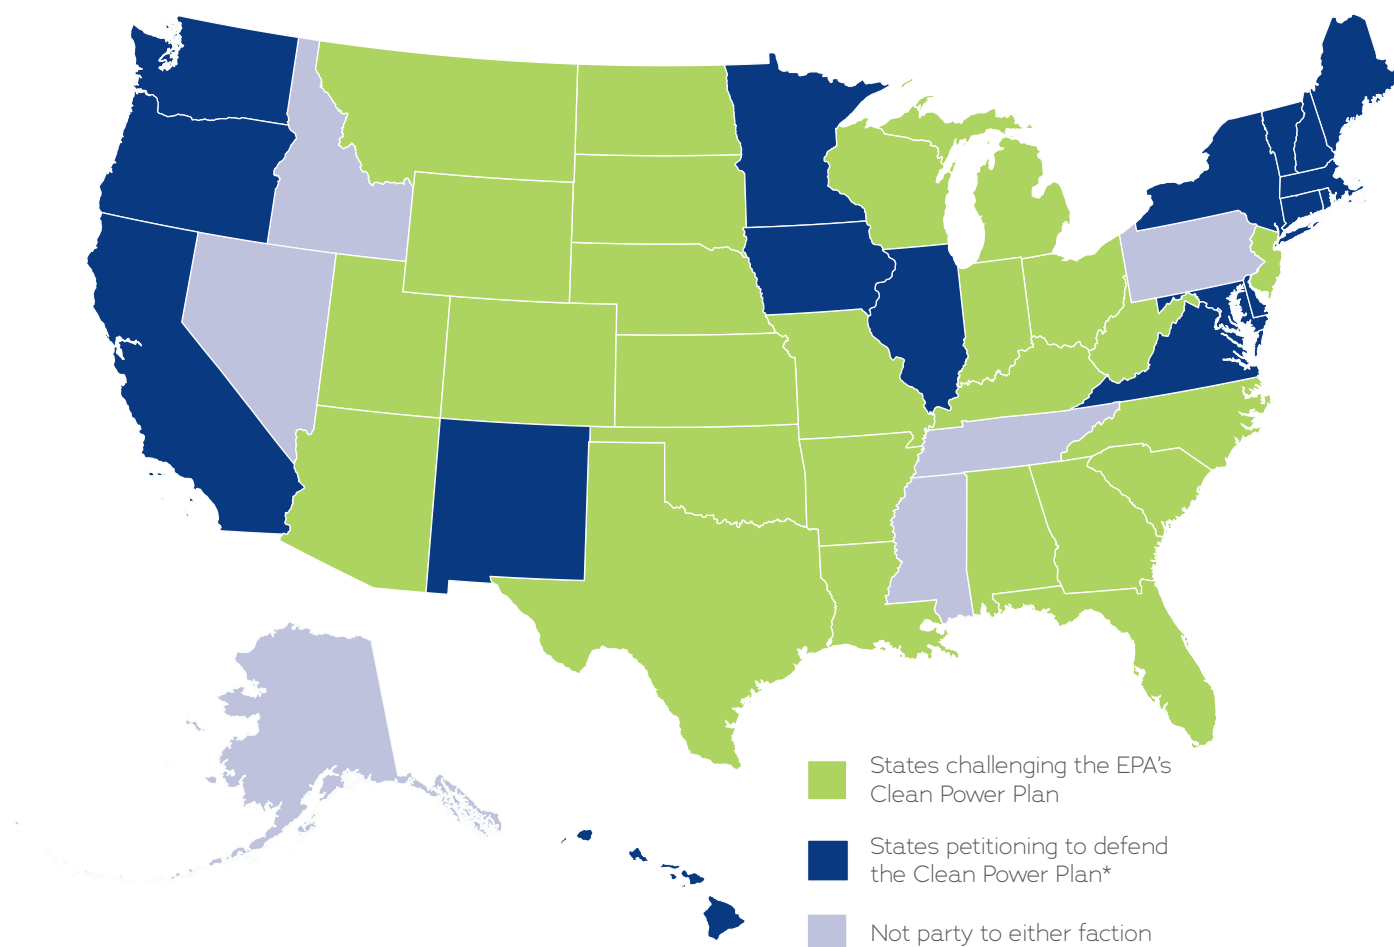 States challenging the EPA's
Clean Power Plan
States petitioning to defend
the Clean Power Plan*
Not party to either faction